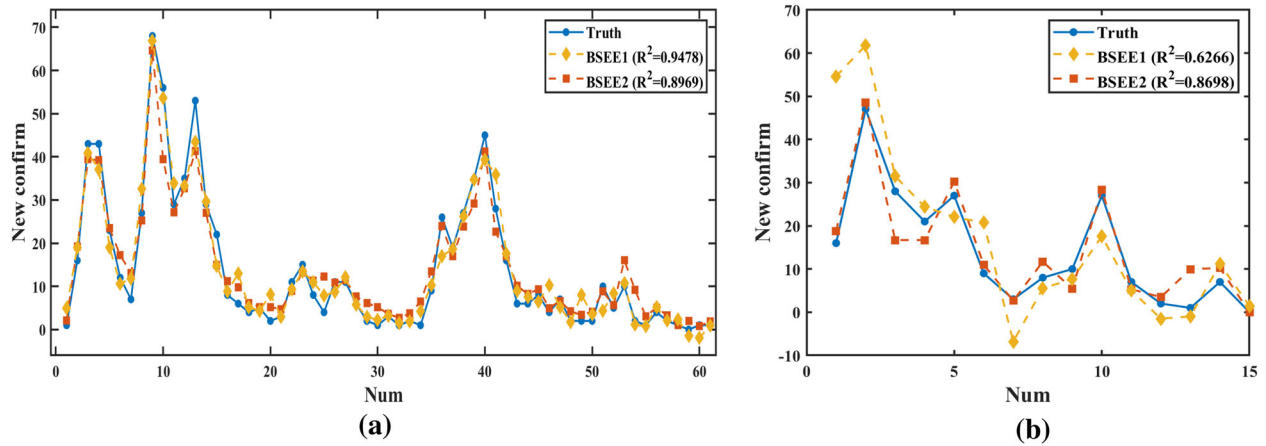 70
60
50
40
30
20
10
0
New confirm
0 10 20 30 40 50 60
Num
Truth
BSEE1 (R²=0.9478)
BSEE2 (R²=0.8969)
(a)
70
60
50
40
30
20
10
0
-10
New confirm
0 5 10 15
Num
Truth
BSEE1 (R²=0.6266)
BSEE2 (R²=0.8698)
(b)